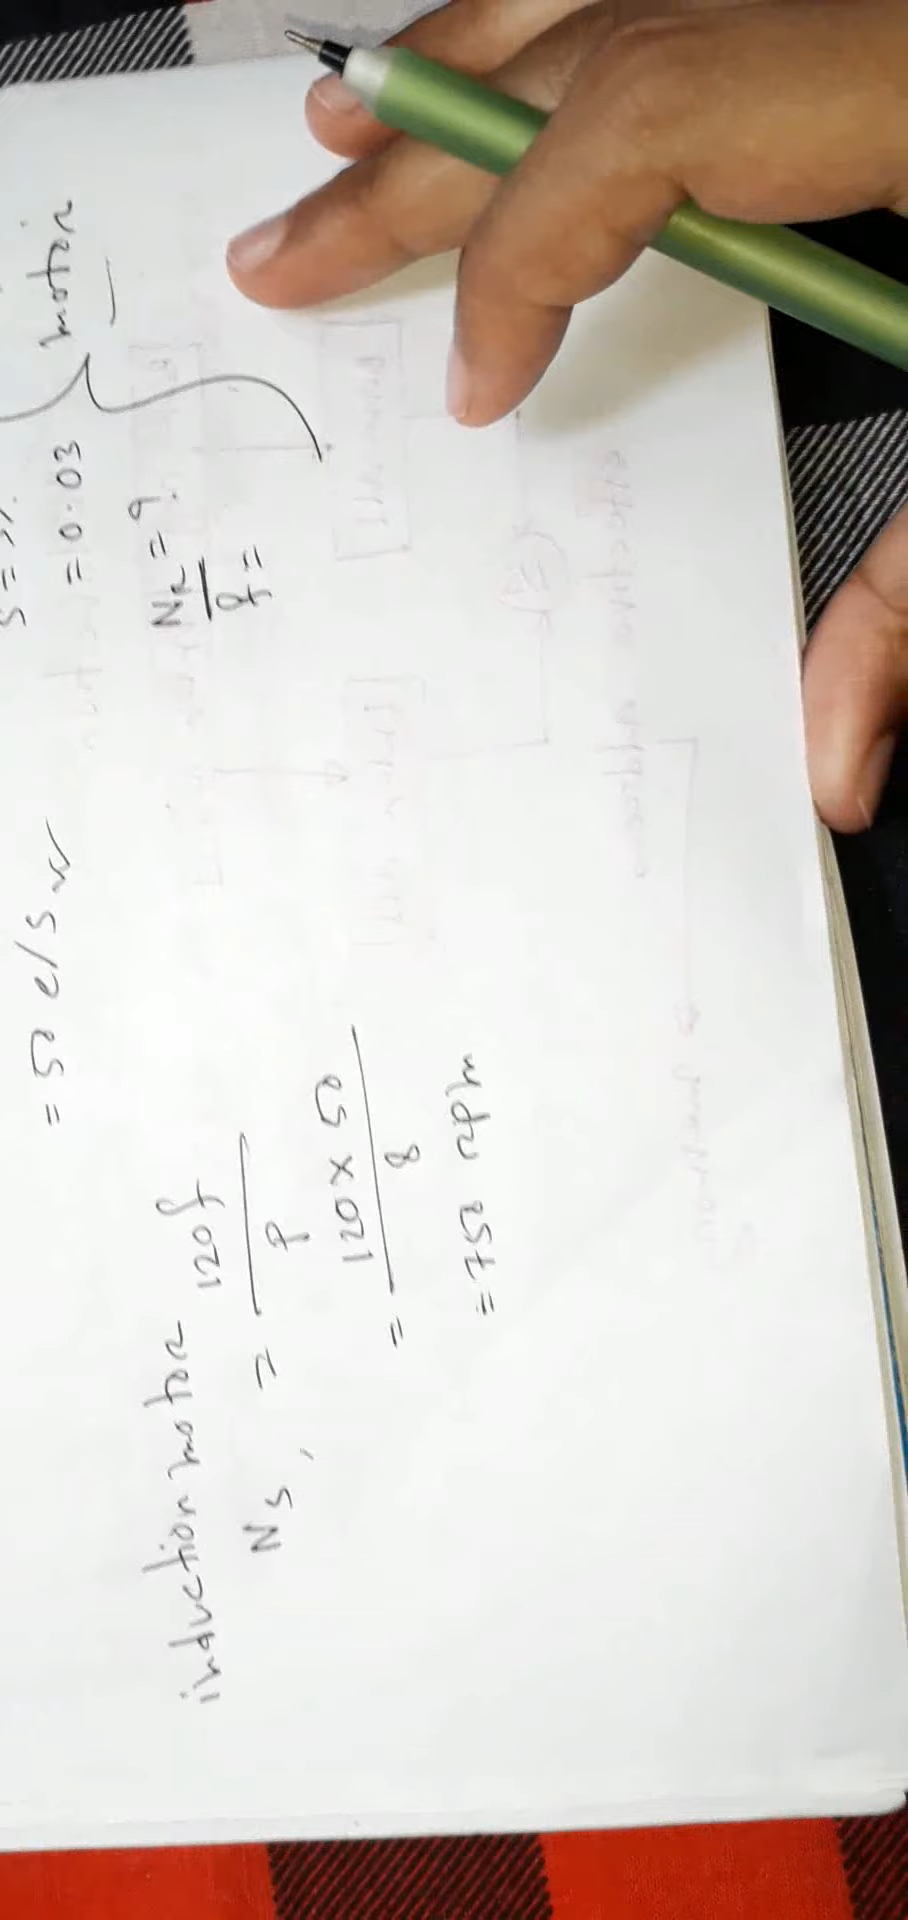 motor
S = 3%
= 0.03
NR = ?
f =
= 50 c/s
induction motor
Ns, = 120f
P
= 120 x 50
8
= 750 rpm